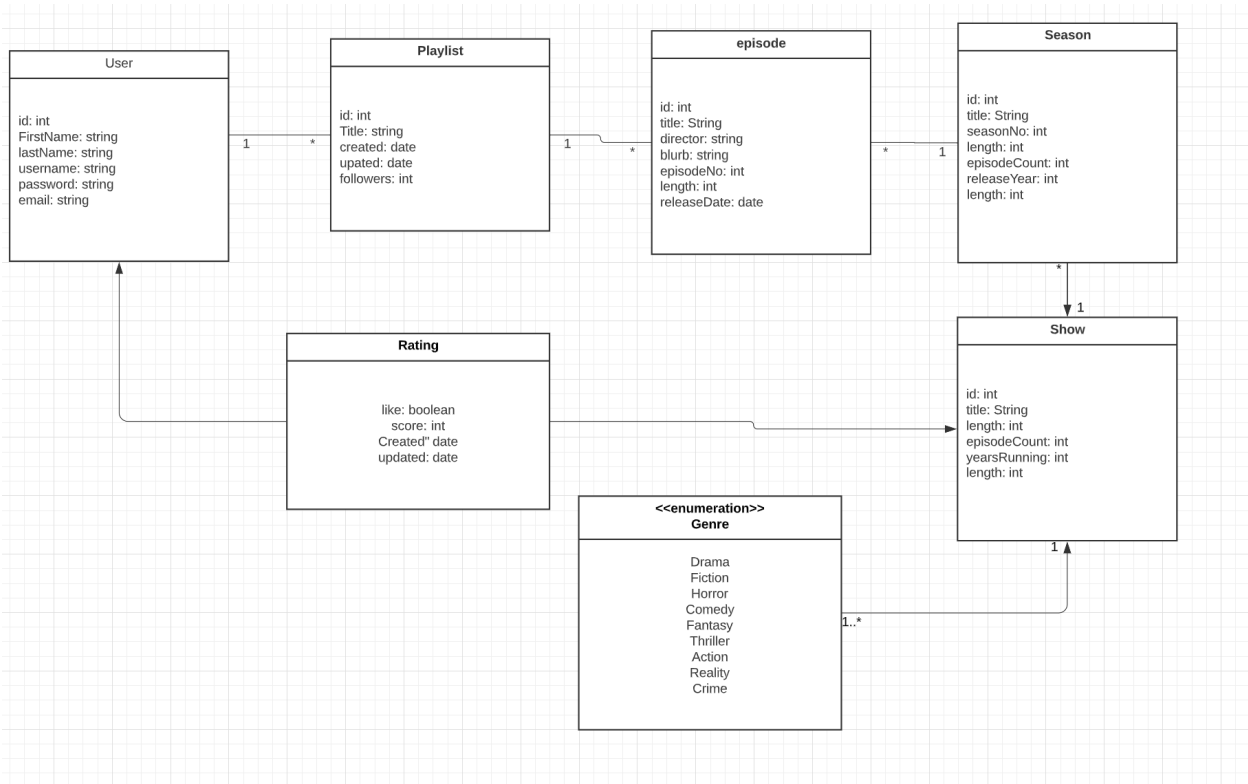 User
id: int
FirstName: string
lastName: string
username: string
password: string
email: string
1
*
Playlist
id: int
Title: string
created: date
upated: date
followers: int
1
*
episode
id: int
title: String
director: string
blurb: string
episodeNo: int
length: int
releaseDate: date
*
1
Season
id: int
title: String
seasonNo: int
length: int
episodeCount: int
releaseYear: int
length: int
*
1
Rating
like: boolean
score: int
Created" date
updated: date
Show
id: int
title: String
length: int
episodeCount: int
yearsRunning: int
length: int
1
<<enumeration>>
Genre
Drama
Fiction
Horror
Comedy
Fantasy
Thriller
Action
Reality
Crime
1..*